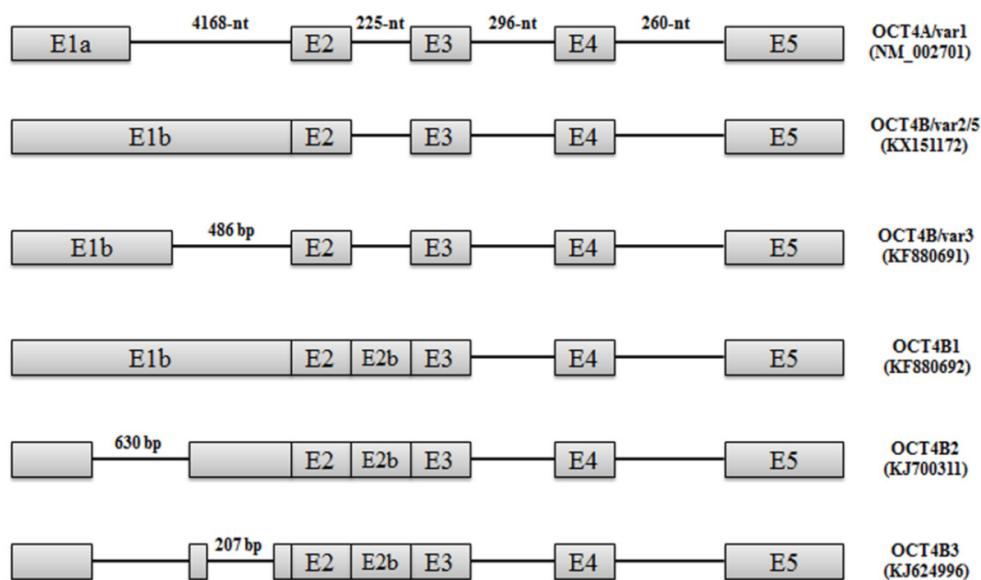 4168-nt 225-nt 296-nt 260-nt
E1a E2 E3 E4 E5
OCT4A/var1
(NM_002701)
E1b E2 E3 E4 E5
OCT4B/var2/5
(KX151172)
486 bp
E1b E2 E3 E4 E5
OCT4B/var3
(KF880691)
E1b E2 E2b E3 E4 E5
OCT4B1
(KF880692)
630 bp
E2 E2b E3 E4 E5
OCT4B2
(KJ700311)
207 bp
E2 E2b E3 E4 E5
OCT4B3
(KJ624996)